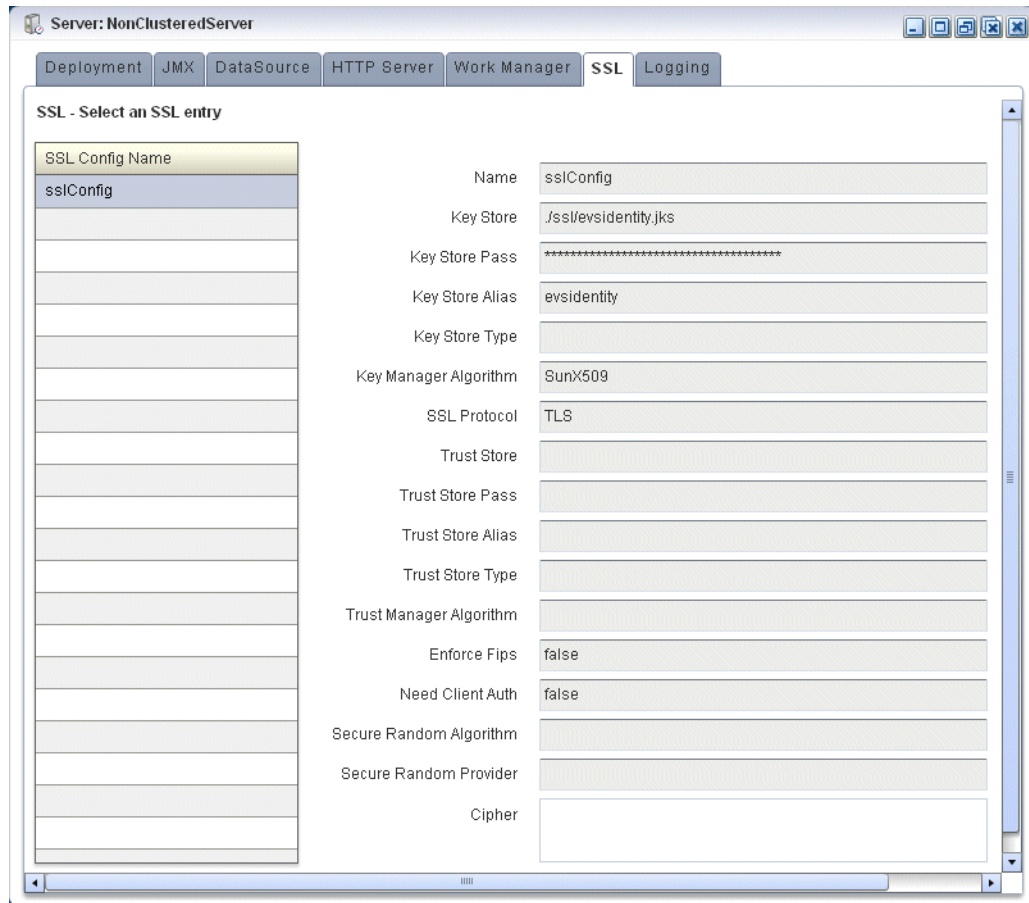 Server: NonClusteredServer
Deployment JMX DataSource HTTP Server Work Manager SSL Logging
SSL - Select an SSL entry
SSL Config Name
sslConfig
Name sslConfig
Key Store ./ssl/evsidentity.jks
Key Store Pass *************************************
Key Store Alias evsidentity
Key Store Type
Key Manager Algorithm SunX509
SSL Protocol TLS
Trust Store
Trust Store Pass
Trust Store Alias
Trust Store Type
Trust Manager Algorithm
Enforce Fips false
Need Client Auth false
Secure Random Algorithm
Secure Random Provider
Cipher